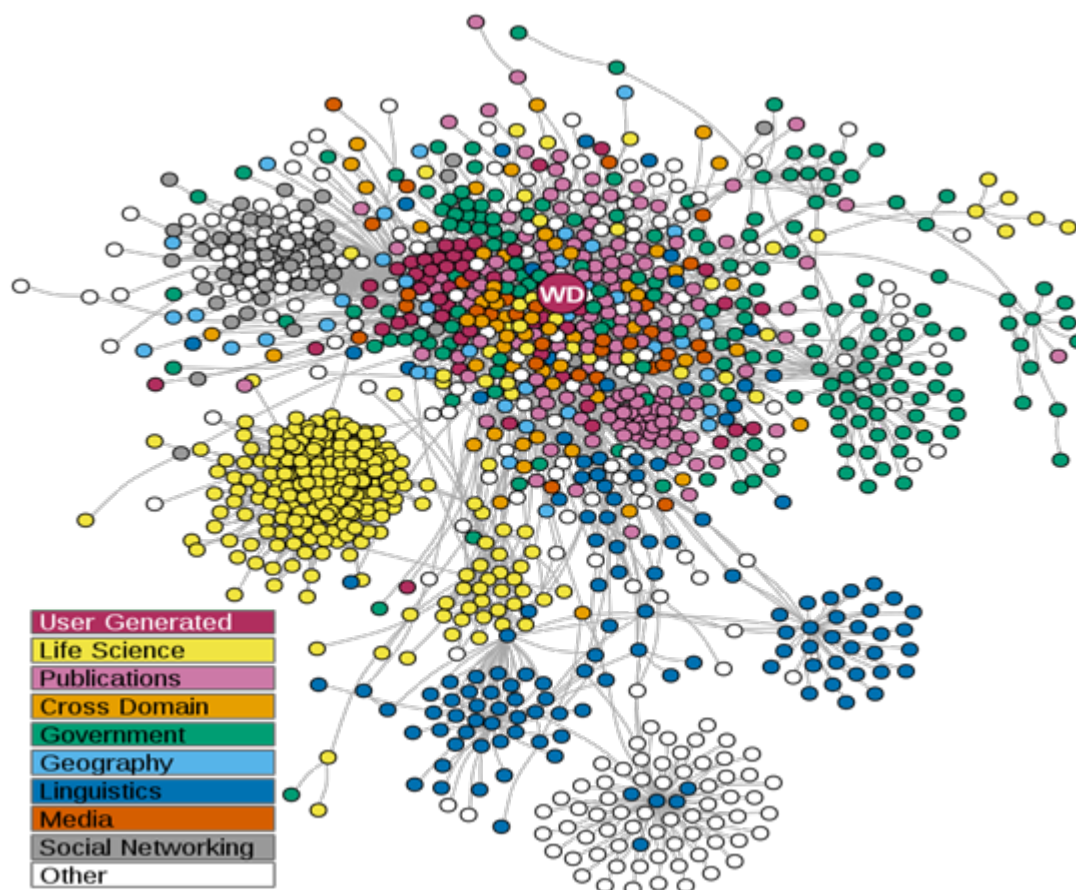 WD
User Generated
Life Science
Publications
Cross Domain
Government
Geography
Linguistics
Media
Social Networking
Other